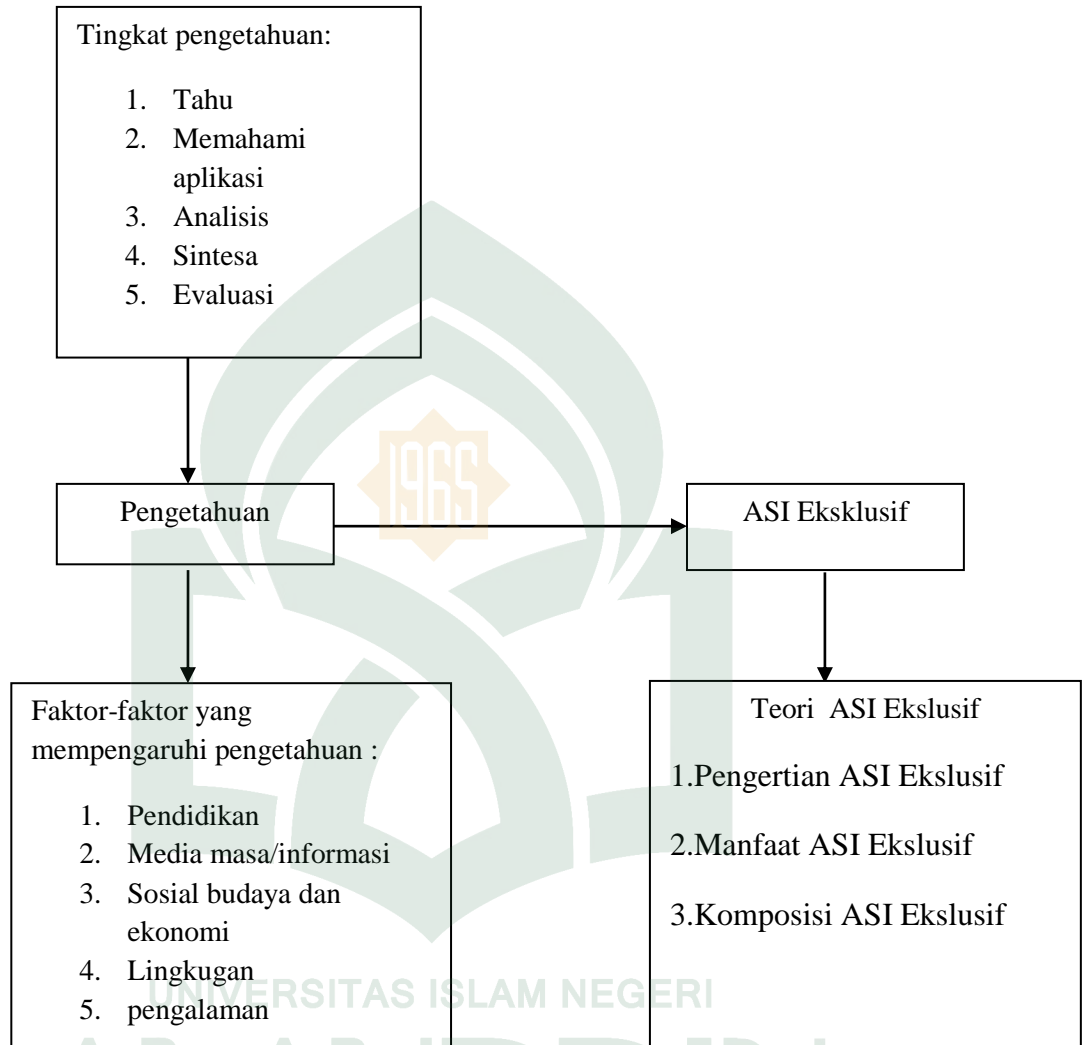 Tingkat pengetahuan:
1. Tahu
2. Memahami
aplikasi
3. Analisis
4. Sintesa
5. Evaluasi
1965
Pengetahuan
ASI Eksklusif
Faktor-faktor yang
mempengaruhi pengetahuan :
1. Pendidikan
2. Media masa/informasi
3. Sosial budaya dan
ekonomi
4. Lingkugan
5. pengalaman
Teori ASI Ekslusif
1.Pengertian ASI Ekslusif
2.Manfaat ASI Ekslusif
3.Komposisi ASI Ekslusif
UNIVERSITAS ISLAM NEGERI